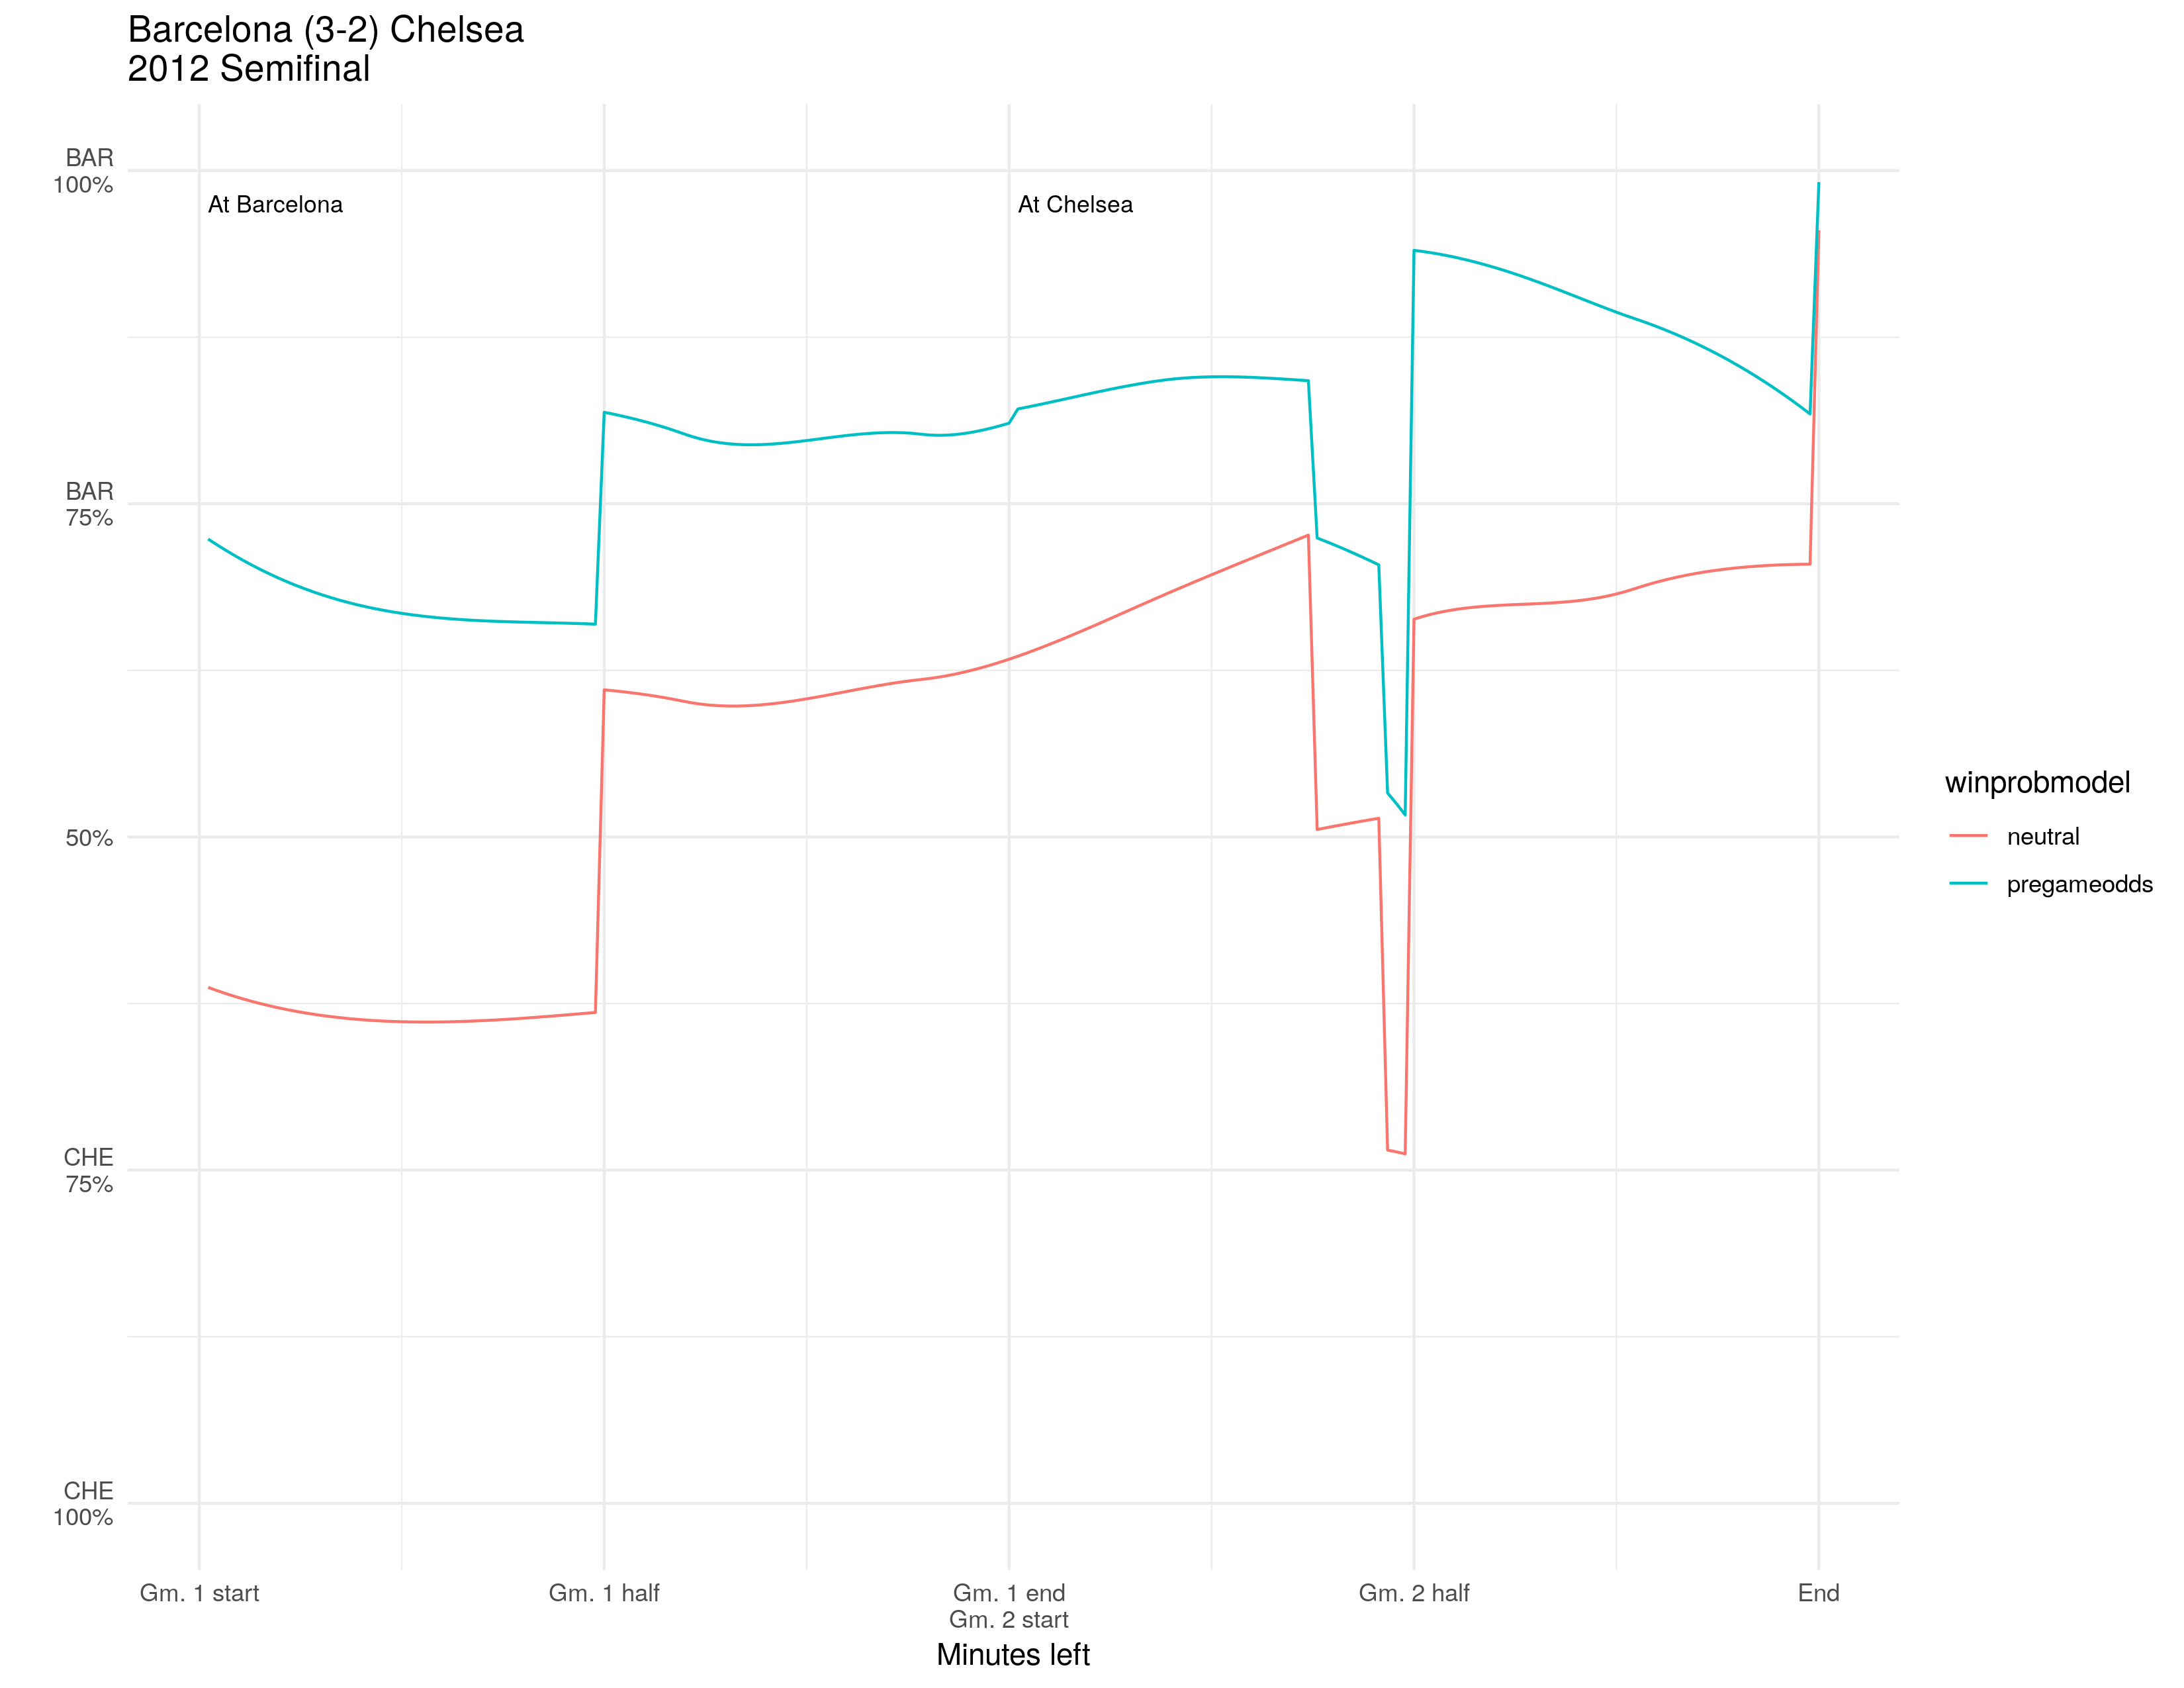 Barcelona (3-2) Chelsea
2012 Semifinal
BAR
100%
At Barcelona
At Chelsea
BAR
75%
50%
CHE
75%
CHE
100%
winprobmodel
neutral
pregameodds
Gm. 1 start
Gm. 1 half
Gm. 1 end
Gm. 2 start
Gm. 2 half
End
Minutes left